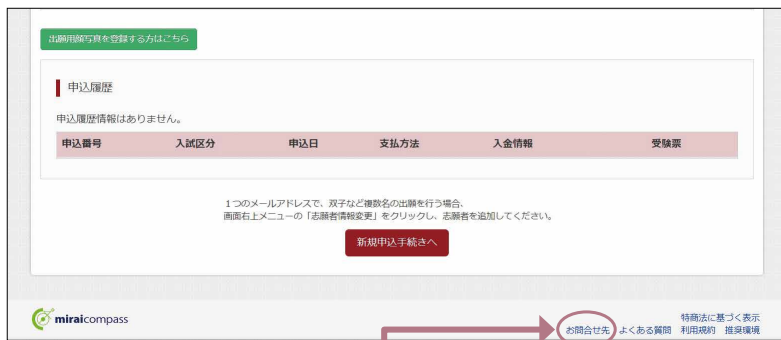 出願用顔写真を登録する方はこちら
申込履歴
申込履歴情報はありません。
申込番号 入試区分 申込日 支払方法 入金情報 受験票
1つのメールアドレスで、双子など複数名の出願を行う場合、
画面右上メニューの「志願者情報変更」をクリックし、志願者を追加してください。
新規申込手続きへ
miraicompass
特商法に基づく表示
お問合せ先 よくある質問 利用規約 推奨環境